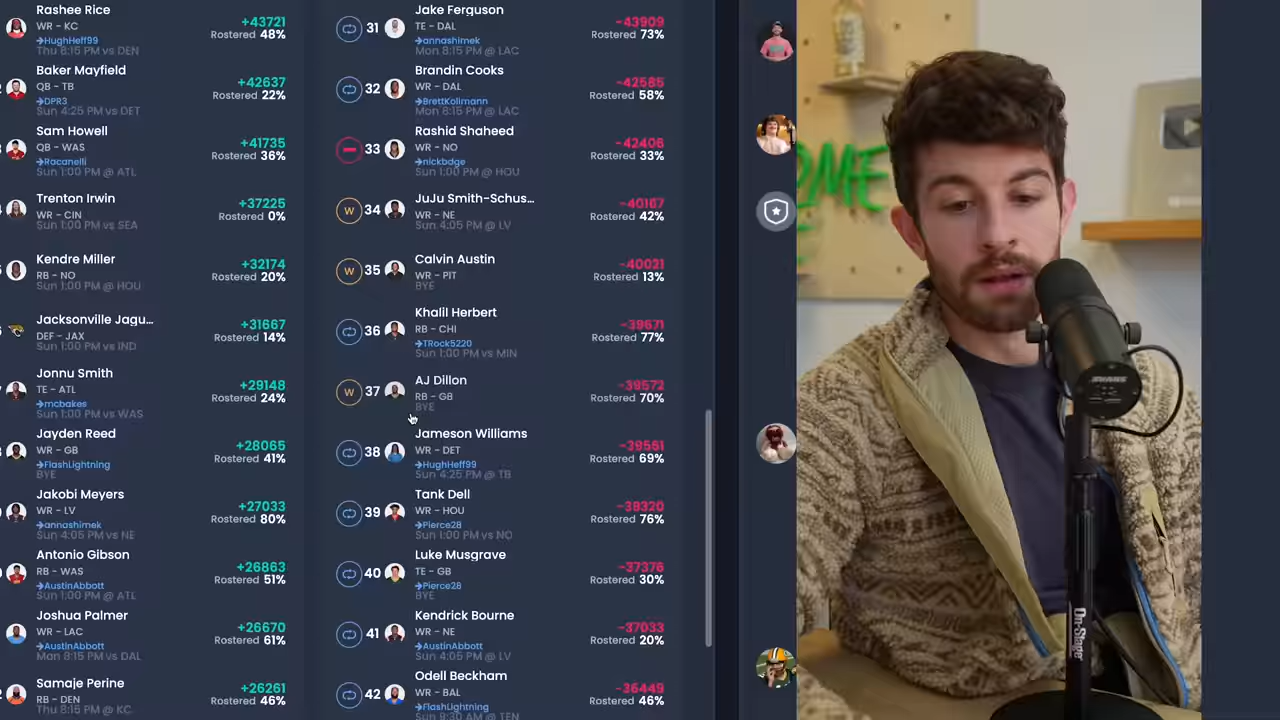 Rashee Rice
WR - KC
HughHeff99
Thu 8:15 PM vs DEN
+43721
Rostered 48%
Baker Mayfield
QB - TB
DPR3
Sun 4:25 PM vs DET
+42637
Rostered 22%
Sam Howell
QB - WAS
Racanelli
Sun 1:00 PM @ ATL
+41735
Rostered 36%
Trenton Irwin
WR - CIN
Sun 1:00 PM vs SEA
+37225
Rostered 0%
Kendre Miller
RB - NO
Sun 1:00 PM @ HOU
+32174
Rostered 20%
Jacksonville Jagu...
DEF - JAX
Sun 1:00 PM vs IND
+31667
Rostered 14%
Jonnu Smith
TE - ATL
mcbakes
Sun 1:00 PM vs WAS
+29148
Rostered 24%
Jayden Reed
WR - GB
FlashLightning
BYE
+28065
Rostered 41%
Jakobi Meyers
WR - LV
annashimek
Sun 4:05 PM vs NE
+27033
Rostered 80%
Antonio Gibson
RB - WAS
AustinAbbott
Sun 1:00 PM @ ATL
+26863
Rostered 51%
Joshua Palmer
WR - LAC
AustinAbbott
Mon 8:15 PM vs DAL
+26670
Rostered 61%
Samaje Perine
RB - DEN
Thu 8:15 PM @ KC
+26261
Rostered 46%
31
Jake Ferguson
TE - DAL
annashimek
Mon 8:15 PM @ LAC
-43909
Rostered 73%
32
Brandin Cooks
WR - DAL
BrettKollmann
Mon 8:15 PM @ LAC
-42585
Rostered 58%
33
Rashid Shaheed
WR - NO
nickbdge
Sun 1:00 PM @ HOU
-42406
Rostered 33%
W
34
JuJu Smith-Schus...
WR - NE
Sun 4:05 PM @ LV
-40167
Rostered 42%
W
35
Calvin Austin
WR - PIT
BYE
-40021
Rostered 13%
36
Khalil Herbert
RB - CHI
TRock5220
Sun 1:00 PM vs MIN
-39671
Rostered 77%
W
37
AJ Dillon
RB - GB
BYE
-39572
Rostered 70%
38
Jameson Williams
WR - DET
HughHeff99
Sun 4:25 PM @ TB
-39561
Rostered 69%
39
Tank Dell
WR - HOU
Pierce28
Sun 1:00 PM vs NO
-38320
Rostered 76%
40
Luke Musgrave
TE - GB
Pierce28
BYE
-37376
Rostered 30%
41
Kendrick Bourne
WR - NE
AustinAbbott
Sun 4:05 PM @ LV
-37033
Rostered 20%
42
Odell Beckham
WR - BAL
FlashLightning
Sun 9:30 AM @ TEN
-36449
Rostered 46%
OME
SHURE
On-Stage